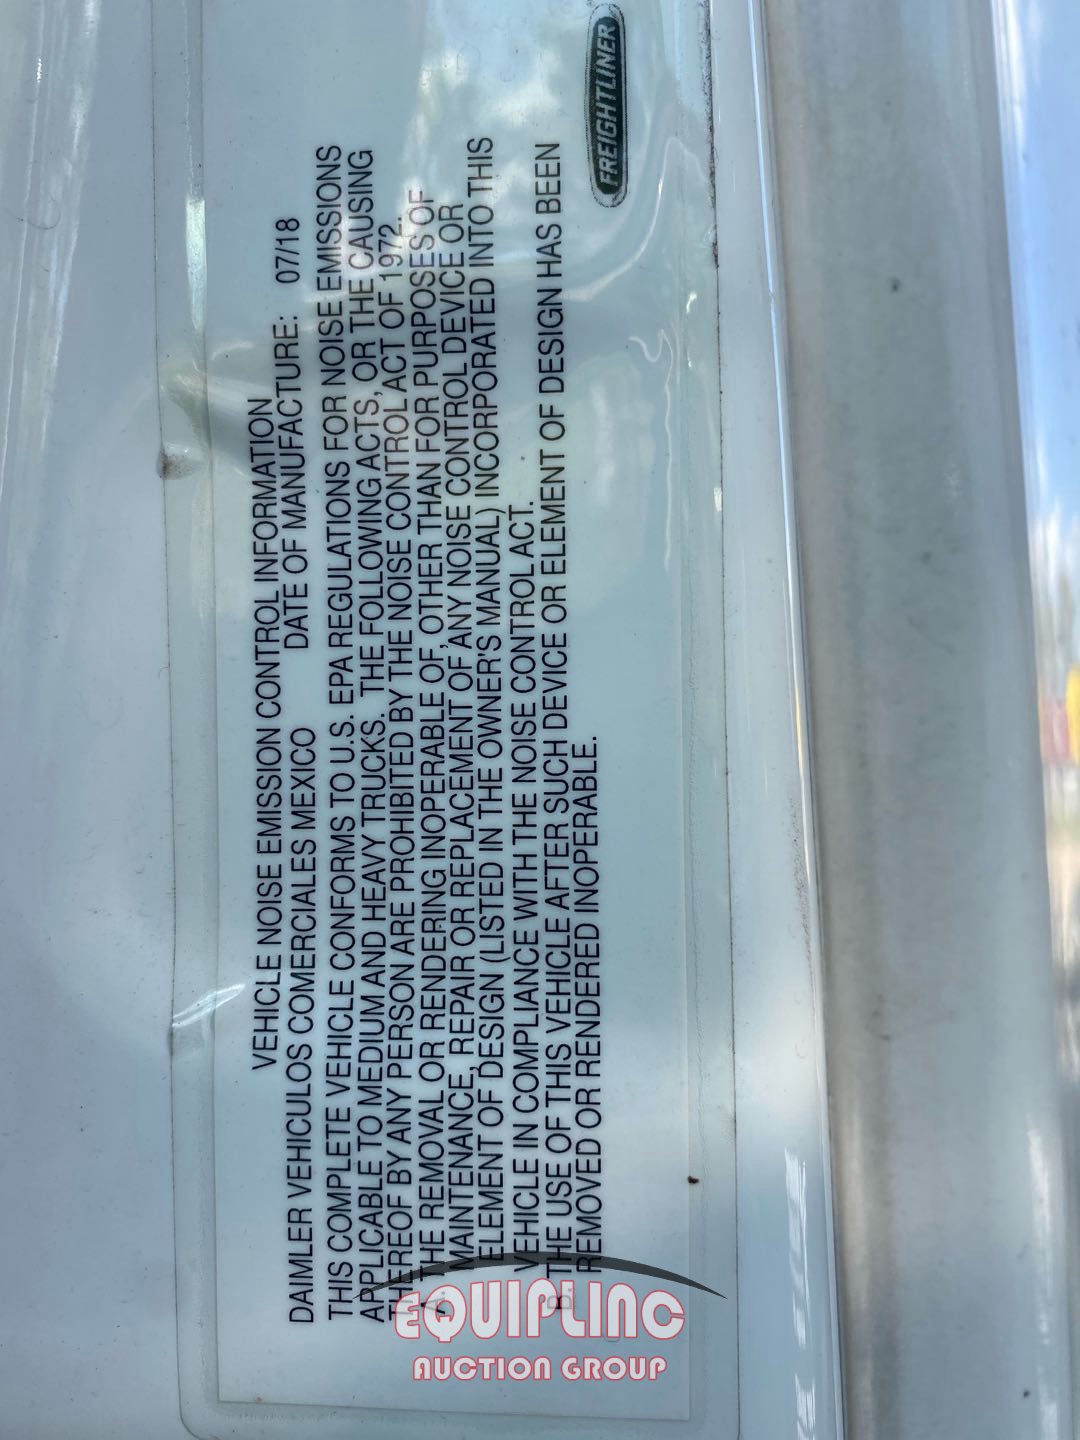 VEHICLE NOISE EMISSION CONTROL INFORMATION
DAIMLER VEHICULOS COMERCIALES MEXICO DATE OF MANUFACTURE: 07/18
THIS COMPLETE VEHICLE CONFORMS TO U.S. EPA REGULATIONS FOR NOISE EMISSIONS
APPLICABLE TO MEDIUM AND HEAVY TRUCKS. THE FOLLOWING ACTS, OR THE CAUSING
THEREOF BY ANY PERSON ARE PROHIBITED BY THE NOISE CONTROL ACT OF 1972.
A. THE REMOVAL OR RENDERING INOPERABLE OF, OTHER THAN FOR PURPOSES OF
MAINTENANCE, REPAIR OR REPLACEMENT OF, ANY NOISE CONTROL DEVICE OR
ELEMENT OF DESIGN (LISTED IN THE OWNER'S MANUAL) INCORPORATED INTO THIS
VEHICLE IN COMPLIANCE WITH THE NOISE CONTROL ACT.
B. THE USE OF THIS VEHICLE AFTER SUCH DEVICE OR ELEMENT OF DESIGN HAS BEEN
REMOVED OR RENDERED INOPERABLE.
FREIGHTLINER
EQUIPLINC
AUCTION GROUP